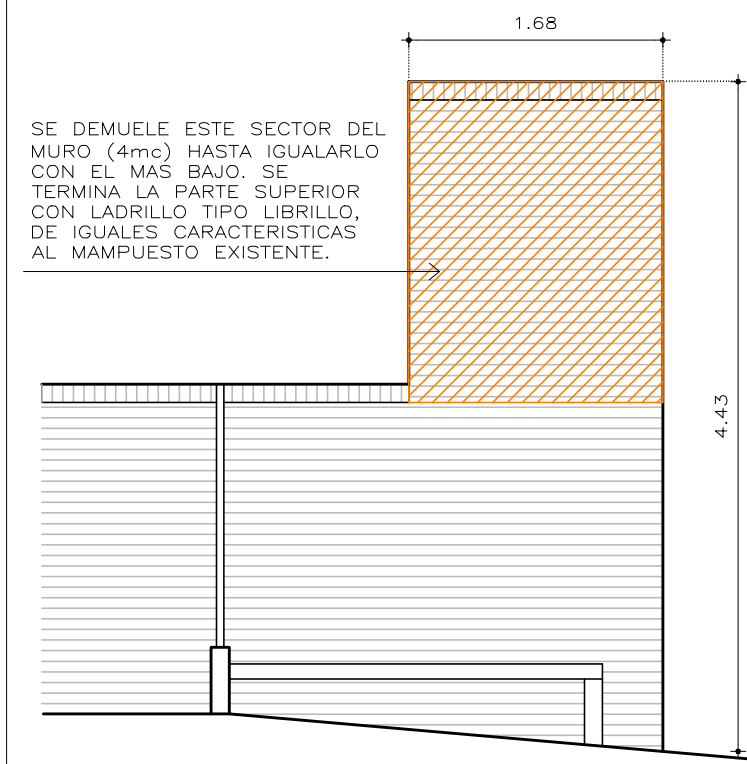 1.68
SE DEMUELE ESTE SECTOR DEL
MURO (4mc) HASTA IGUALARLO
CON EL MAS BAJO. SE
TERMINA LA PARTE SUPERIOR
CON LADRILLO TIPO LIBRILLO,
DE IGUALES CARACTERISTICAS
AL MAMPUESTO EXISTENTE.
4.43